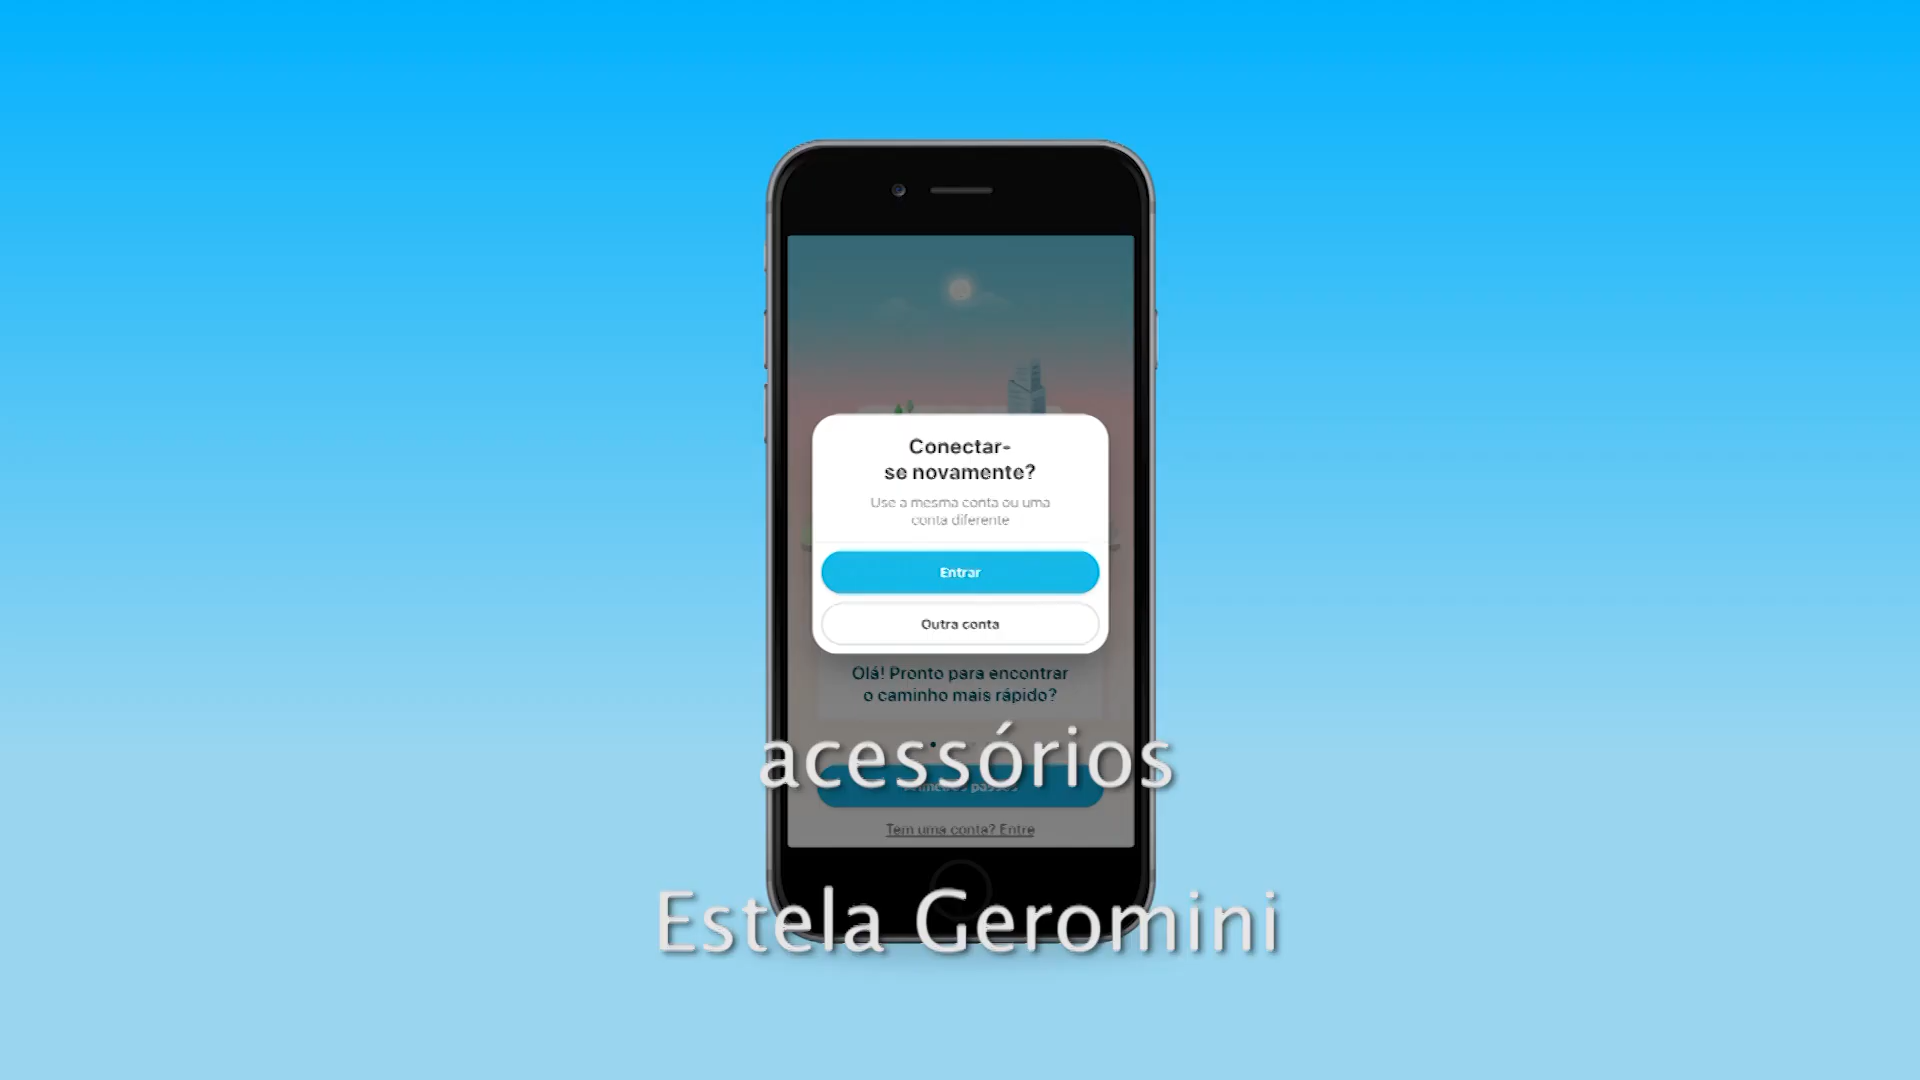 Conectar-
se novamente?
Use a mesma conta ou uma
conta diferente
Entrar
Outra conta
Olá! Pronto para encontrar
o caminho mais rápido?
acessórios
Tem uma conta? Entre
Estela Geromini